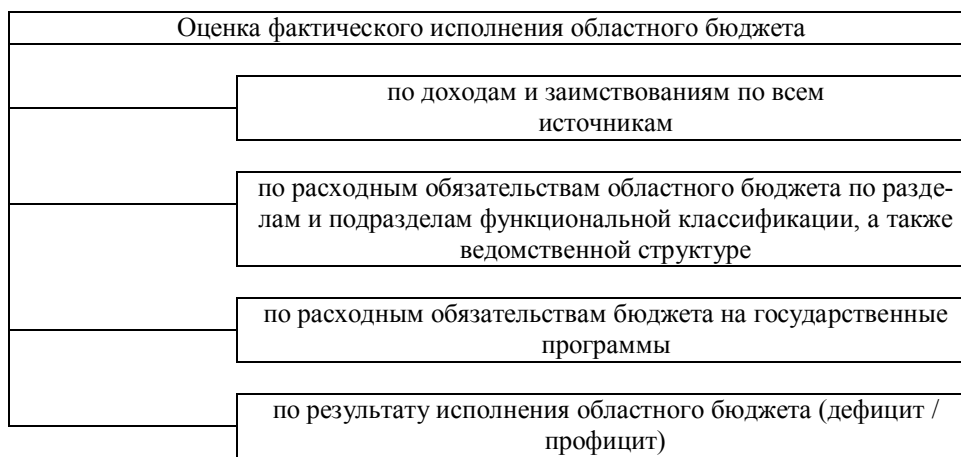 Оценка фактического исполнения областного бюджета
по доходам и заимствованиям по всем
источникам
по расходным обязательствам областного бюджета по разде-
лам и подразделам функциональной классификации, а также
ведомственной структуре
по расходным обязательствам бюджета на государственные
программы
по результату исполнения областного бюджета (дефицит /
профицит)